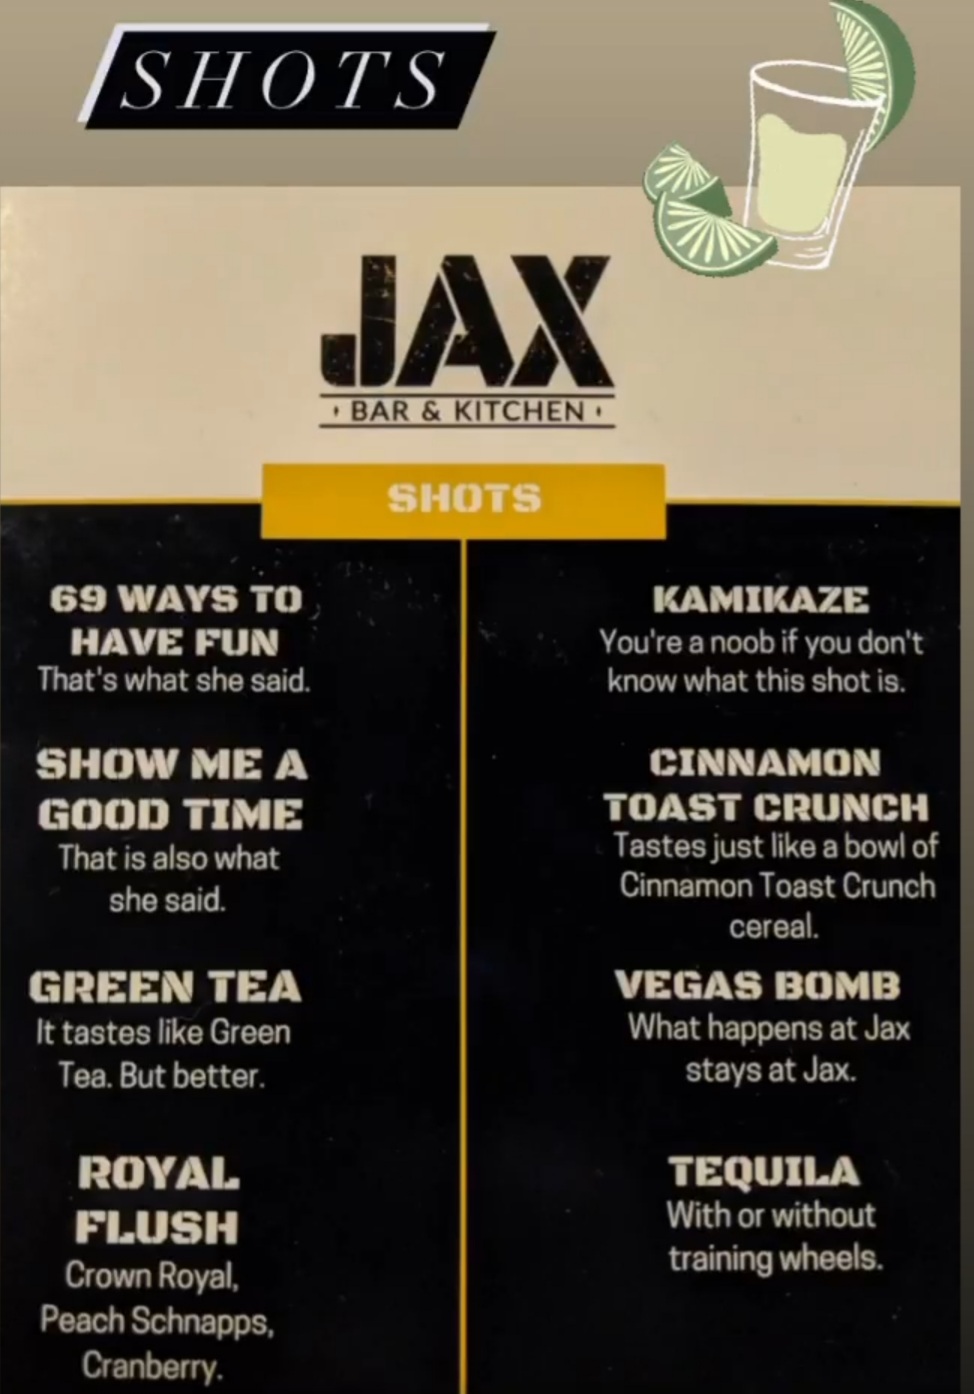 SHOTS
JAX
BAR & KITCHEN
SHOTS
69 WAYS TO
HAVE FUN
That's what she said.
SHOW ME A
GOOD TIME
That is also what
she said.
GREEN TEA
It tastes like Green
Tea. But better.
ROYAL
FLUSH
Crown Royal,
Peach Schnapps,
Cranberry.
KAMIKAZE
You're a noob if you don't
know what this shot is.
CINNAMON
TOAST CRUNCH
Tastes just like a bowl of
Cinnamon Toast Crunch
cereal.
VEGAS BOMB
What happens at Jax
stays at Jax.
TEQUILA
With or without
training wheels.